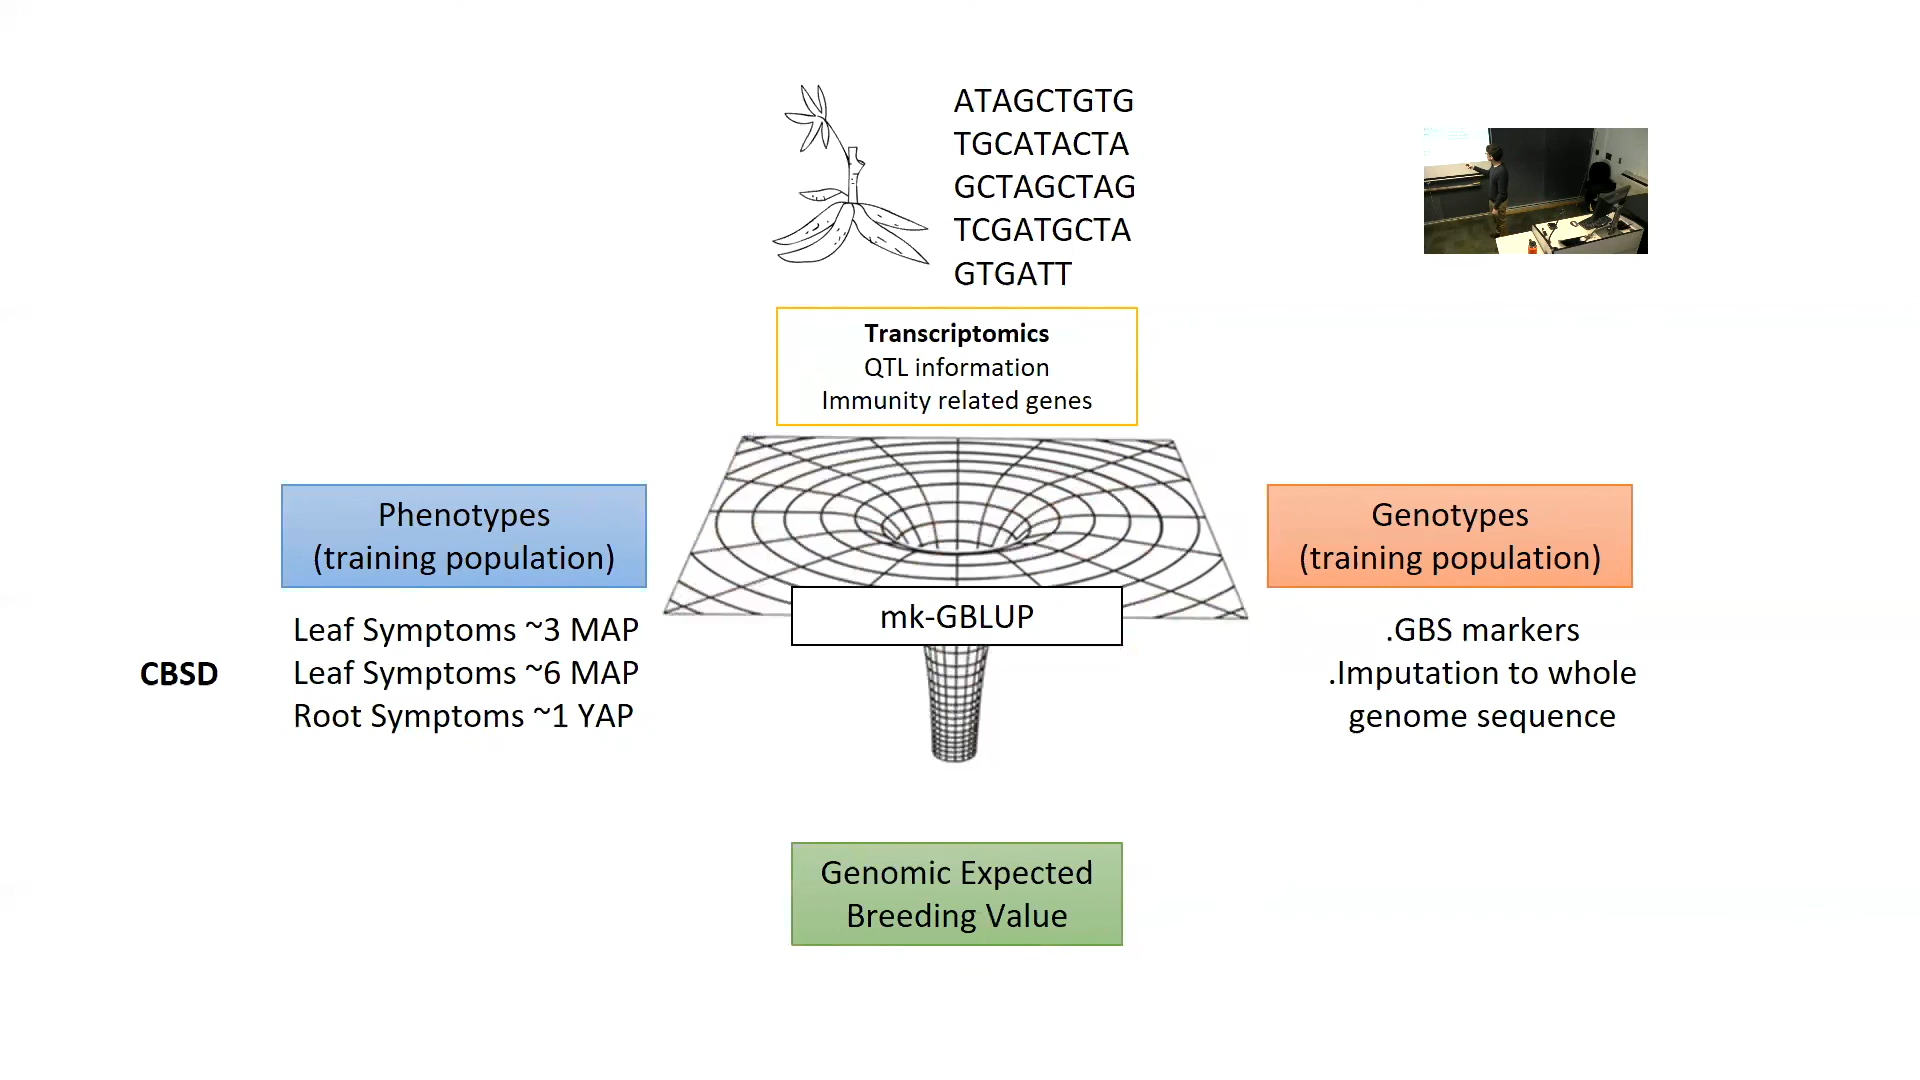 ATAGCTGTG
TGCATACTA
GCTAGCTAG
TCGATGCTA
GTGATT
Transcriptomics
QTL information
Immunity related genes
Phenotypes
(training population)
Genotypes
(training population)
mk-GBLUP
CBSD
Leaf Symptoms ~3 MAP
Leaf Symptoms ~6 MAP
Root Symptoms ~1 YAP
.GBS markers
.Imputation to whole
genome sequence
Genomic Expected
Breeding Value